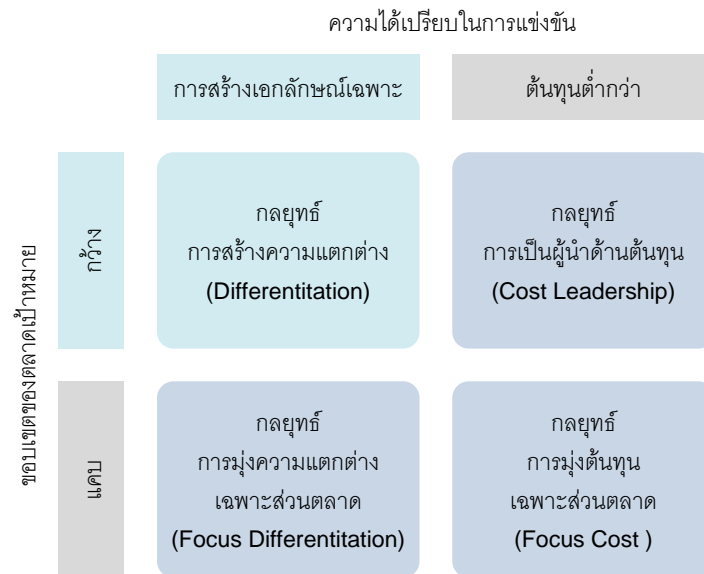 ความได้เปรียบในการแข่งขัน
การสร้างเอกลักษณ์เฉพาะ
ต้นทุนต่ำกว่า
ขอบเขตของตลาดเป้าหมาย
กว้าง
กลยุทธ์
การสร้างความแตกต่าง
(Differentitation)
กลยุทธ์
การเป็นผู้นำด้านต้นทุน
(Cost Leadership)
แคบ
กลยุทธ์
การมุ่งความแตกต่าง
เฉพาะส่วนตลาด
(Focus Differentitation)
กลยุทธ์
การมุ่งต้นทุน
เฉพาะส่วนตลาด
(Focus Cost )